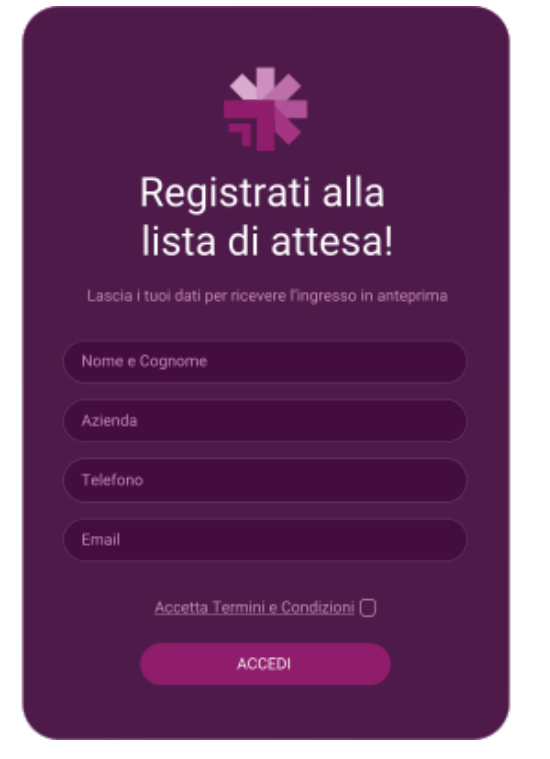 Registrati alla
lista di attesa!
Lascia i tuoi dati per ricevere l'ingresso in anteprima
Nome e Cognome
Azienda
Telefono
Email
Accetta Termini e Condizioni
ACCEDI